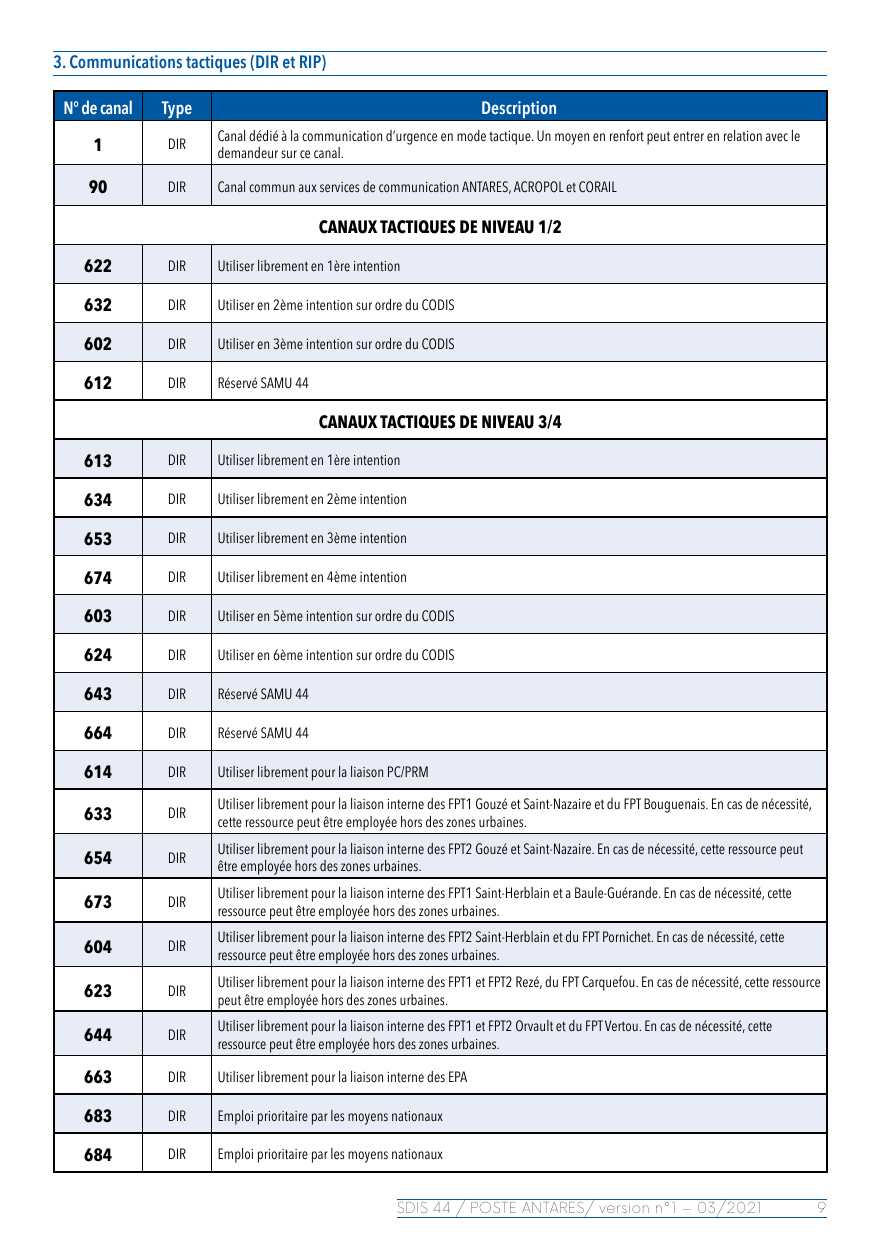 3. Communications tactiques (DIR et RIP)
N° de canal Type Description
1 DIR Canal dédié à la communication d'urgence en mode tactique. Un moyen en renfort peut entrer en relation avec le
demandeur sur ce canal.
90 DIR Canal commun aux services de communication ANTARES, ACROPOL et CORAIL
CANAUX TACTIQUES DE NIVEAU 1/2
622 DIR Utiliser librement en 1ère intention
632 DIR Utiliser en 2ème intention sur ordre du CODIS
602 DIR Utiliser en 3ème intention sur ordre du CODIS
612 DIR Réservé SAMU 44
CANAUX TACTIQUES DE NIVEAU 3/4
613 DIR Utiliser librement en 1ère intention
634 DIR Utiliser librement en 2ème intention
653 DIR Utiliser librement en 3ème intention
674 DIR Utiliser librement en 4ème intention
603 DIR Utiliser en 5ème intention sur ordre du CODIS
624 DIR Utiliser en 6ème intention sur ordre du CODIS
643 DIR Réservé SAMU 44
664 DIR Réservé SAMU 44
614 DIR Utiliser librement pour la liaison PC/PRM
633 DIR Utiliser librement pour la liaison interne des FPT1 Gouzé et Saint-Nazaire et du FPT Bouguenais. En cas de nécessité,
cette ressource peut être employée hors des zones urbaines.
654 DIR Utiliser librement pour la liaison interne des FPT2 Gouzé et Saint-Nazaire. En cas de nécessité, cette ressource peut
être employée hors des zones urbaines.
673 DIR Utiliser librement pour la liaison interne des FPT1 Saint-Herblain et a Baule-Guérande. En cas de nécessité, cette
ressource peut être employée hors des zones urbaines.
604 DIR Utiliser librement pour la liaison interne des FPT2 Saint-Herblain et du FPT Pornichet. En cas de nécessité, cette
ressource peut être employée hors des zones urbaines.
623 DIR Utiliser librement pour la liaison interne des FPT1 et FPT2 Rezé, du FPT Carquefou. En cas de nécessité, cette ressource
peut être employée hors des zones urbaines.
644 DIR Utiliser librement pour la liaison interne des FPT1 et FPT2 Orvault et du FPT Vertou. En cas de nécessité, cette
ressource peut être employée hors des zones urbaines.
663 DIR Utiliser librement pour la liaison interne des EPA
683 DIR Emploi prioritaire par les moyens nationaux
684 DIR Emploi prioritaire par les moyens nationaux
SDIS 44 / POSTE ANTARES/ version n°1 – 03/2021 9